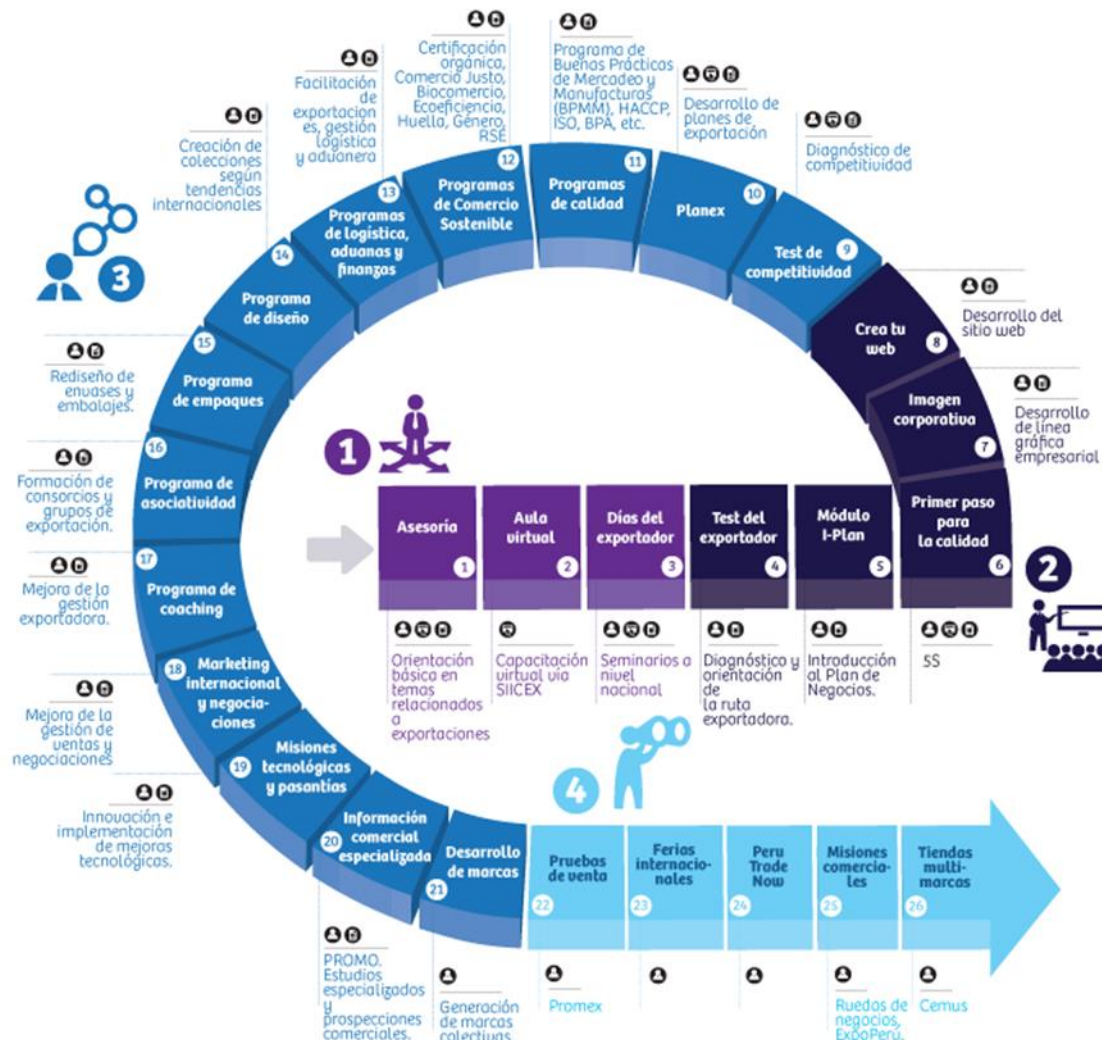 1
Asesoría
1
Orientación
básica en
temas
relacionados
a
exportaciones
Aula
virtual
2
Capacitación
virtual vía
SIICEX
Días del
exportador
3
Seminarios a
nivel
nacional
Test del
exportador
4
Diagnóstico y
orientación
de
la ruta
exportadora.
Módulo
I-Plan
5
Introducción
al Plan de
Negocios.
Primer paso
para
la calidad
6
5S
2
Imagen
corporativa
7
Desarrollo
de línea
gráfica
empresarial
Crea tu
web
8
Desarrollo del
sitio web
Test de
competitividad
9
Diagnóstico de
competitividad
Planex
10
Desarrollo de
planes de
exportación
Programas
de calidad
11
Programa de
Buenas Prácticas
de Mercadeo y
Manufacturas
(BPMM), HACCP,
ISO, BPA, etc.
Programas
de Comercio
Sostenible
12
Certificación
orgánica,
Comercio Justo,
Biocomercio,
Ecoeficiencia,
Huella, Género,
RSE
Programas
de logística,
aduanas y
finanzas
13
Facilitación
de
exportacion
es, gestión
logística
y aduanera
Programa
de diseño
14
Creación de
colecciones
según
tendencias
internacionales
3
Programa
de empaques
15
Rediseño de
envases y
embalajes.
Programa de
asociatividad
16
Formación de
consorcios y
grupos de
exportación.
Programa de
coaching
17
Mejora de la
gestión
exportadora.
Marketing
internacional
y negocia-
ciones
18
Mejora de la
gestión de
ventas y
negociaciones
Misiones
tecnológicas
y pasantías
19
Innovación e
implementación
de mejoras
tecnológicas.
Información
comercial
especializada
20
PROMO.
Estudios
especializados
y
prospecciones
comerciales.
Desarrollo
de marcas
21
Generación
de marcas
colectivas.
4
Pruebas
de venta
22
Promex
Ferias
internacio-
nales
23
Peru
Trade
Now
24
Misiones
comercia-
les
25
Ruedas de
negocios,
ExpoPerú.
Tiendas
multi-
marcas
26
Cemus